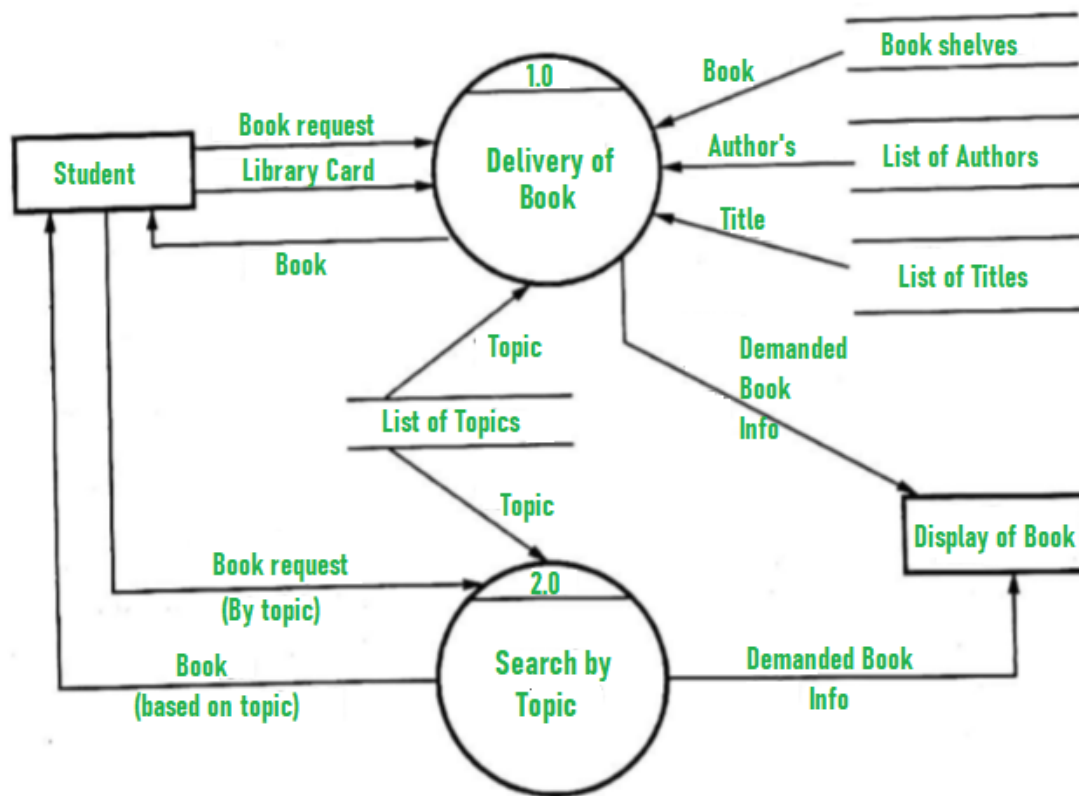 1.0
Book shelves
Book
Book request
Library Card
Student
Delivery of
Book
Author's
List of Authors
Title
Book
List of Titles
Topic
Demanded
Book
Info
List of Topics
Topic
Display of Book
Book request
(By topic)
2.0
Search by
Topic
Book
(based on topic)
Demanded Book
Info